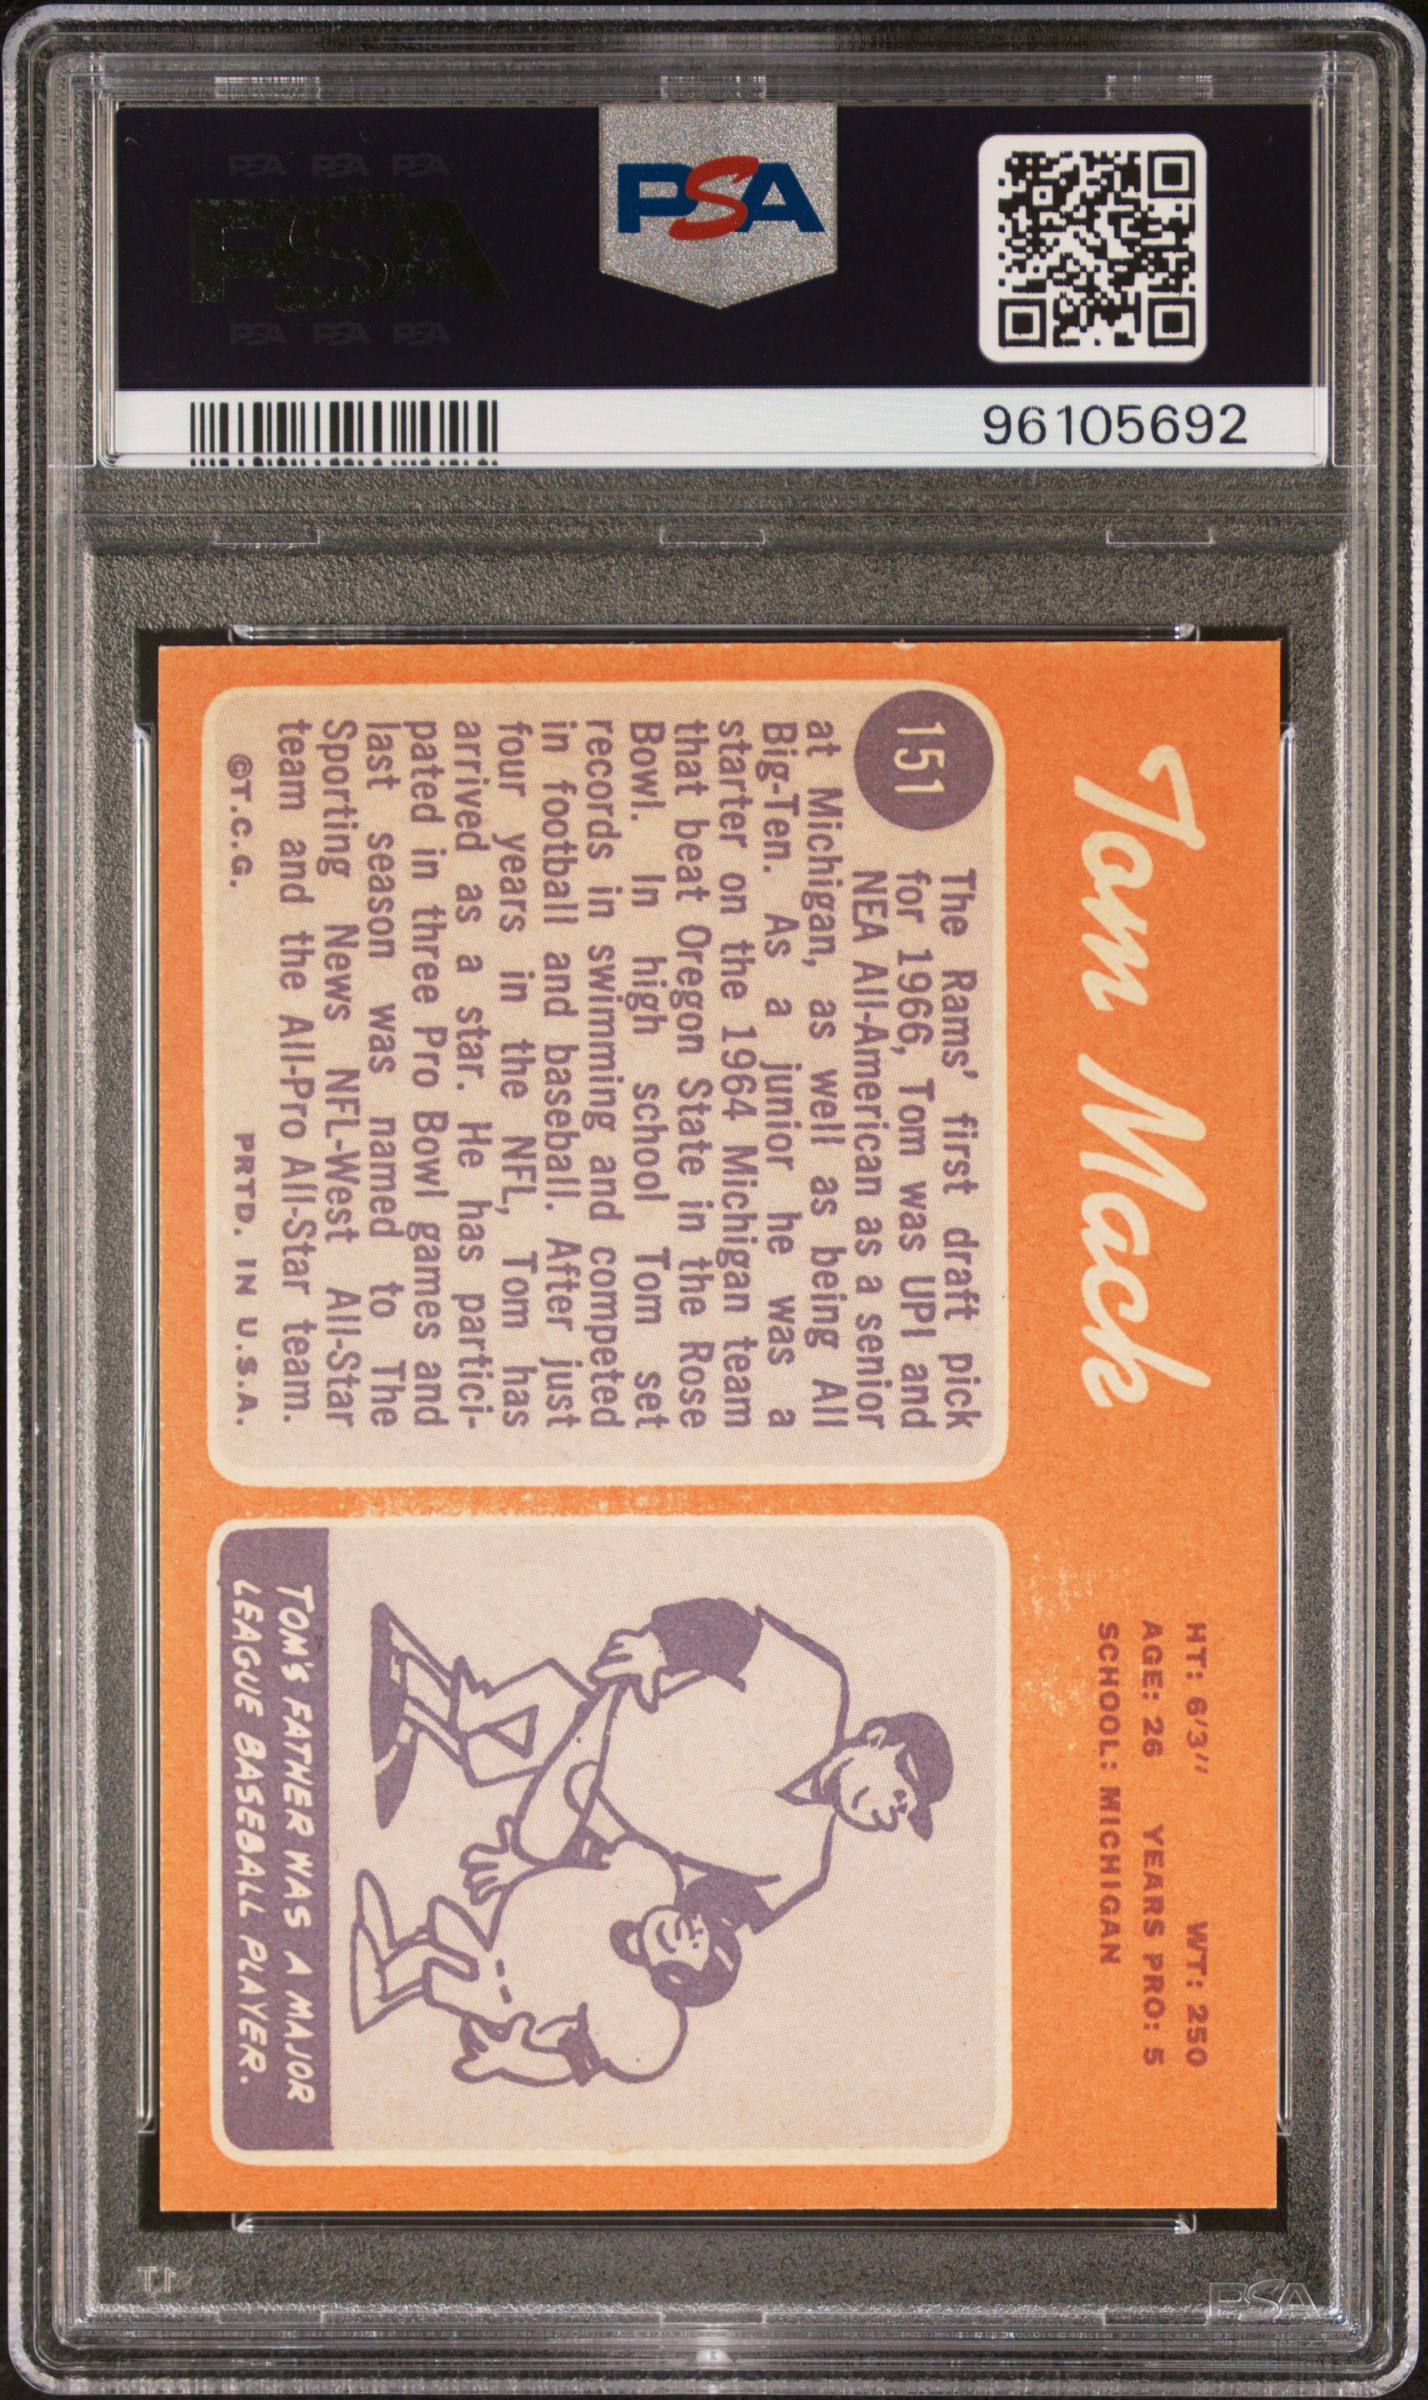 PSA PSA PSA
PSA
PSA PSA PSA
PSA
96105692
Tom Mack
HT: 6'3" WT: 250
AGE: 26 YEARS PRO: 5
SCHOOL: MICHIGAN
151
The Rams' first draft pick
for 1966, Tom was UPI and
NEA All-American as a senior
at Michigan, as well as being All
Big-Ten. As a junior he was a
starter on the 1964 Michigan team
that beat Oregon State in the Rose
Bowl. In high school Tom set
records in swimming and competed
in football and baseball. After just
four years in the NFL, Tom has
arrived as a star. He has partici-
pated in three Pro Bowl games and
last season was named to The
Sporting News NFL-West All-Star
team and the All-Pro All-Star team.
©T.C.G. PRTD. IN U.S.A.
TOM'S FATHER WAS A MAJOR
LEAGUE BASEBALL PLAYER.
PSA